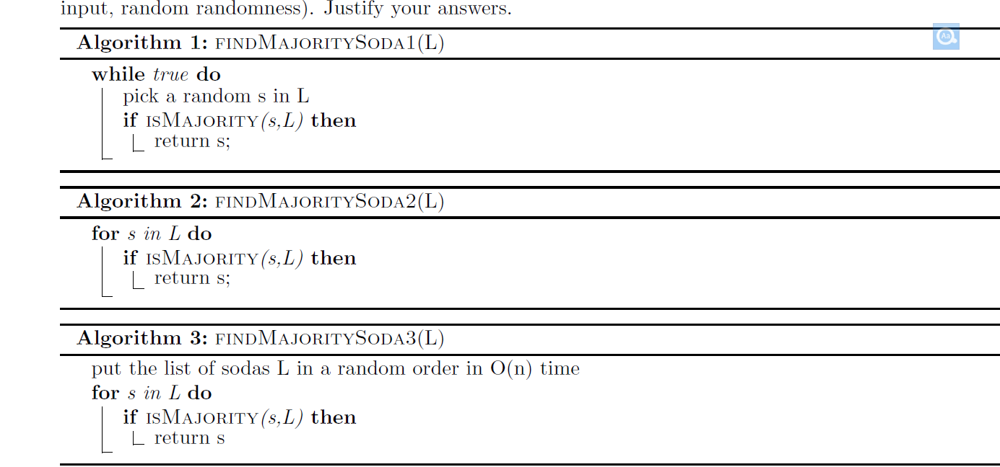 input, random randomness). Justify your answers.
Algorithm 1: FINDMAJORITYSODA1(L)
while true do
pick a random s in L
if ISMAJORITY(s,L) then
return s;
Algorithm 2: FINDMAJORITYSODA2(L)
for s in L do
if ISMAJORITY(s,L) then
return s;
Algorithm 3: FINDMAJORITYSODA3(L)
put the list of sodas L in a random order in O(n) time
for s in L do
if ISMAJORITY(s,L) then
return s